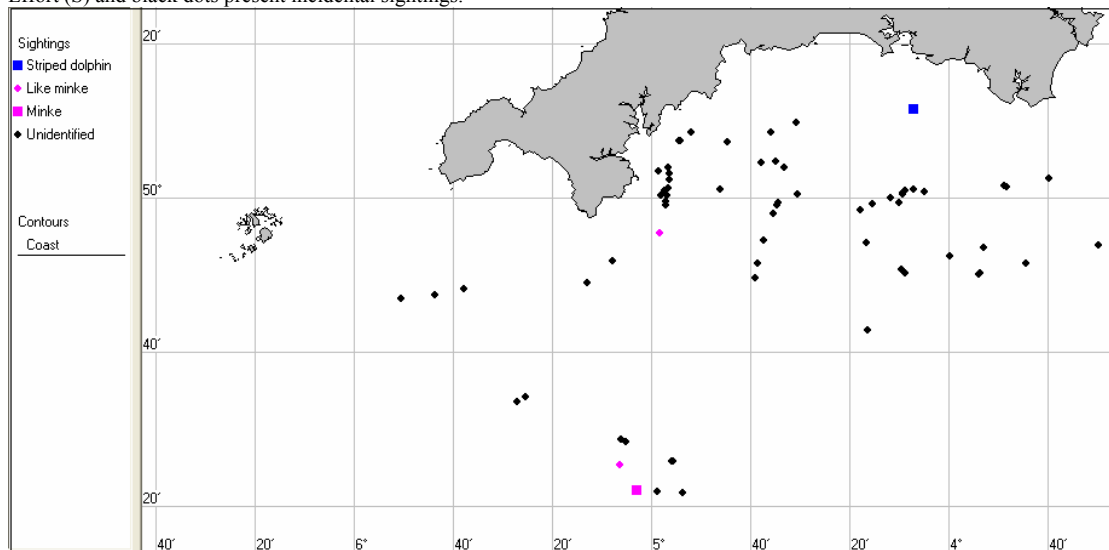 Effort (S) and black dots present incidental sightings.
Sightings
Striped dolphin
Like minke
Minke
Unidentified
Contours
Coast
20´
50°
40´
20´
40´ 20´ 6° 40´ 20´ 5° 40´ 20´ 4° 40´